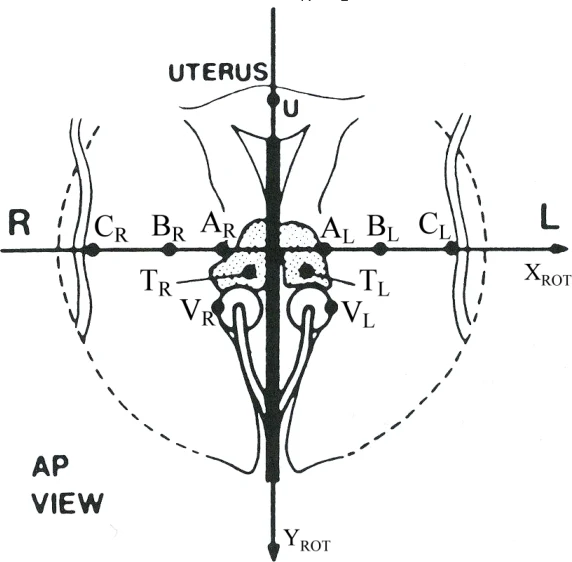 UTERUS
U
R C_R B_R A_R A_L B_L C_L L
X_ROT
T_R T_L
V_R V_L
AP
VIEW
Y_ROT